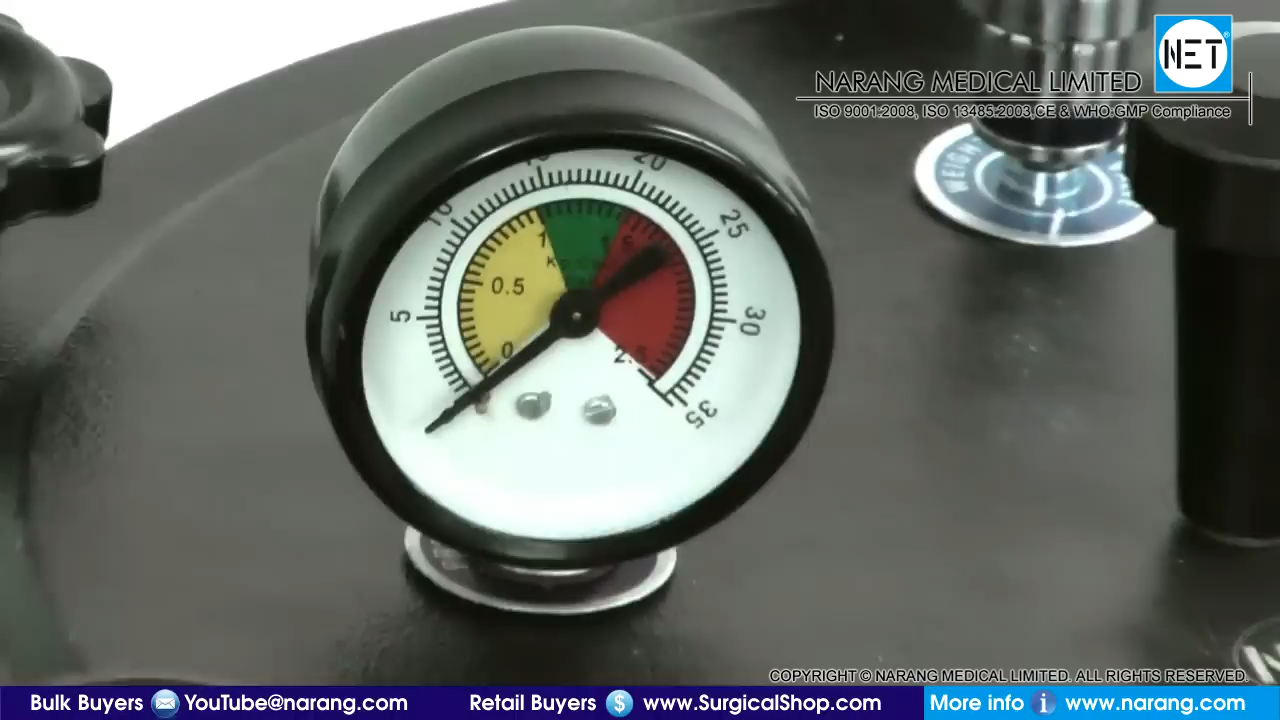 NET®
NARANG MEDICAL LIMITED
ISO 9001:2008, ISO 13485:2003,CE & WHO:GMP Compliance
WEIGHT
20
10
25
5
30
35
0.5
0
1
COPYRIGHT © NARANG MEDICAL LIMITED. ALL RIGHTS RESERVED.
Bulk Buyers YouTube@narang.com Retail Buyers $ www.SurgicalShop.com More info i www.narang.com